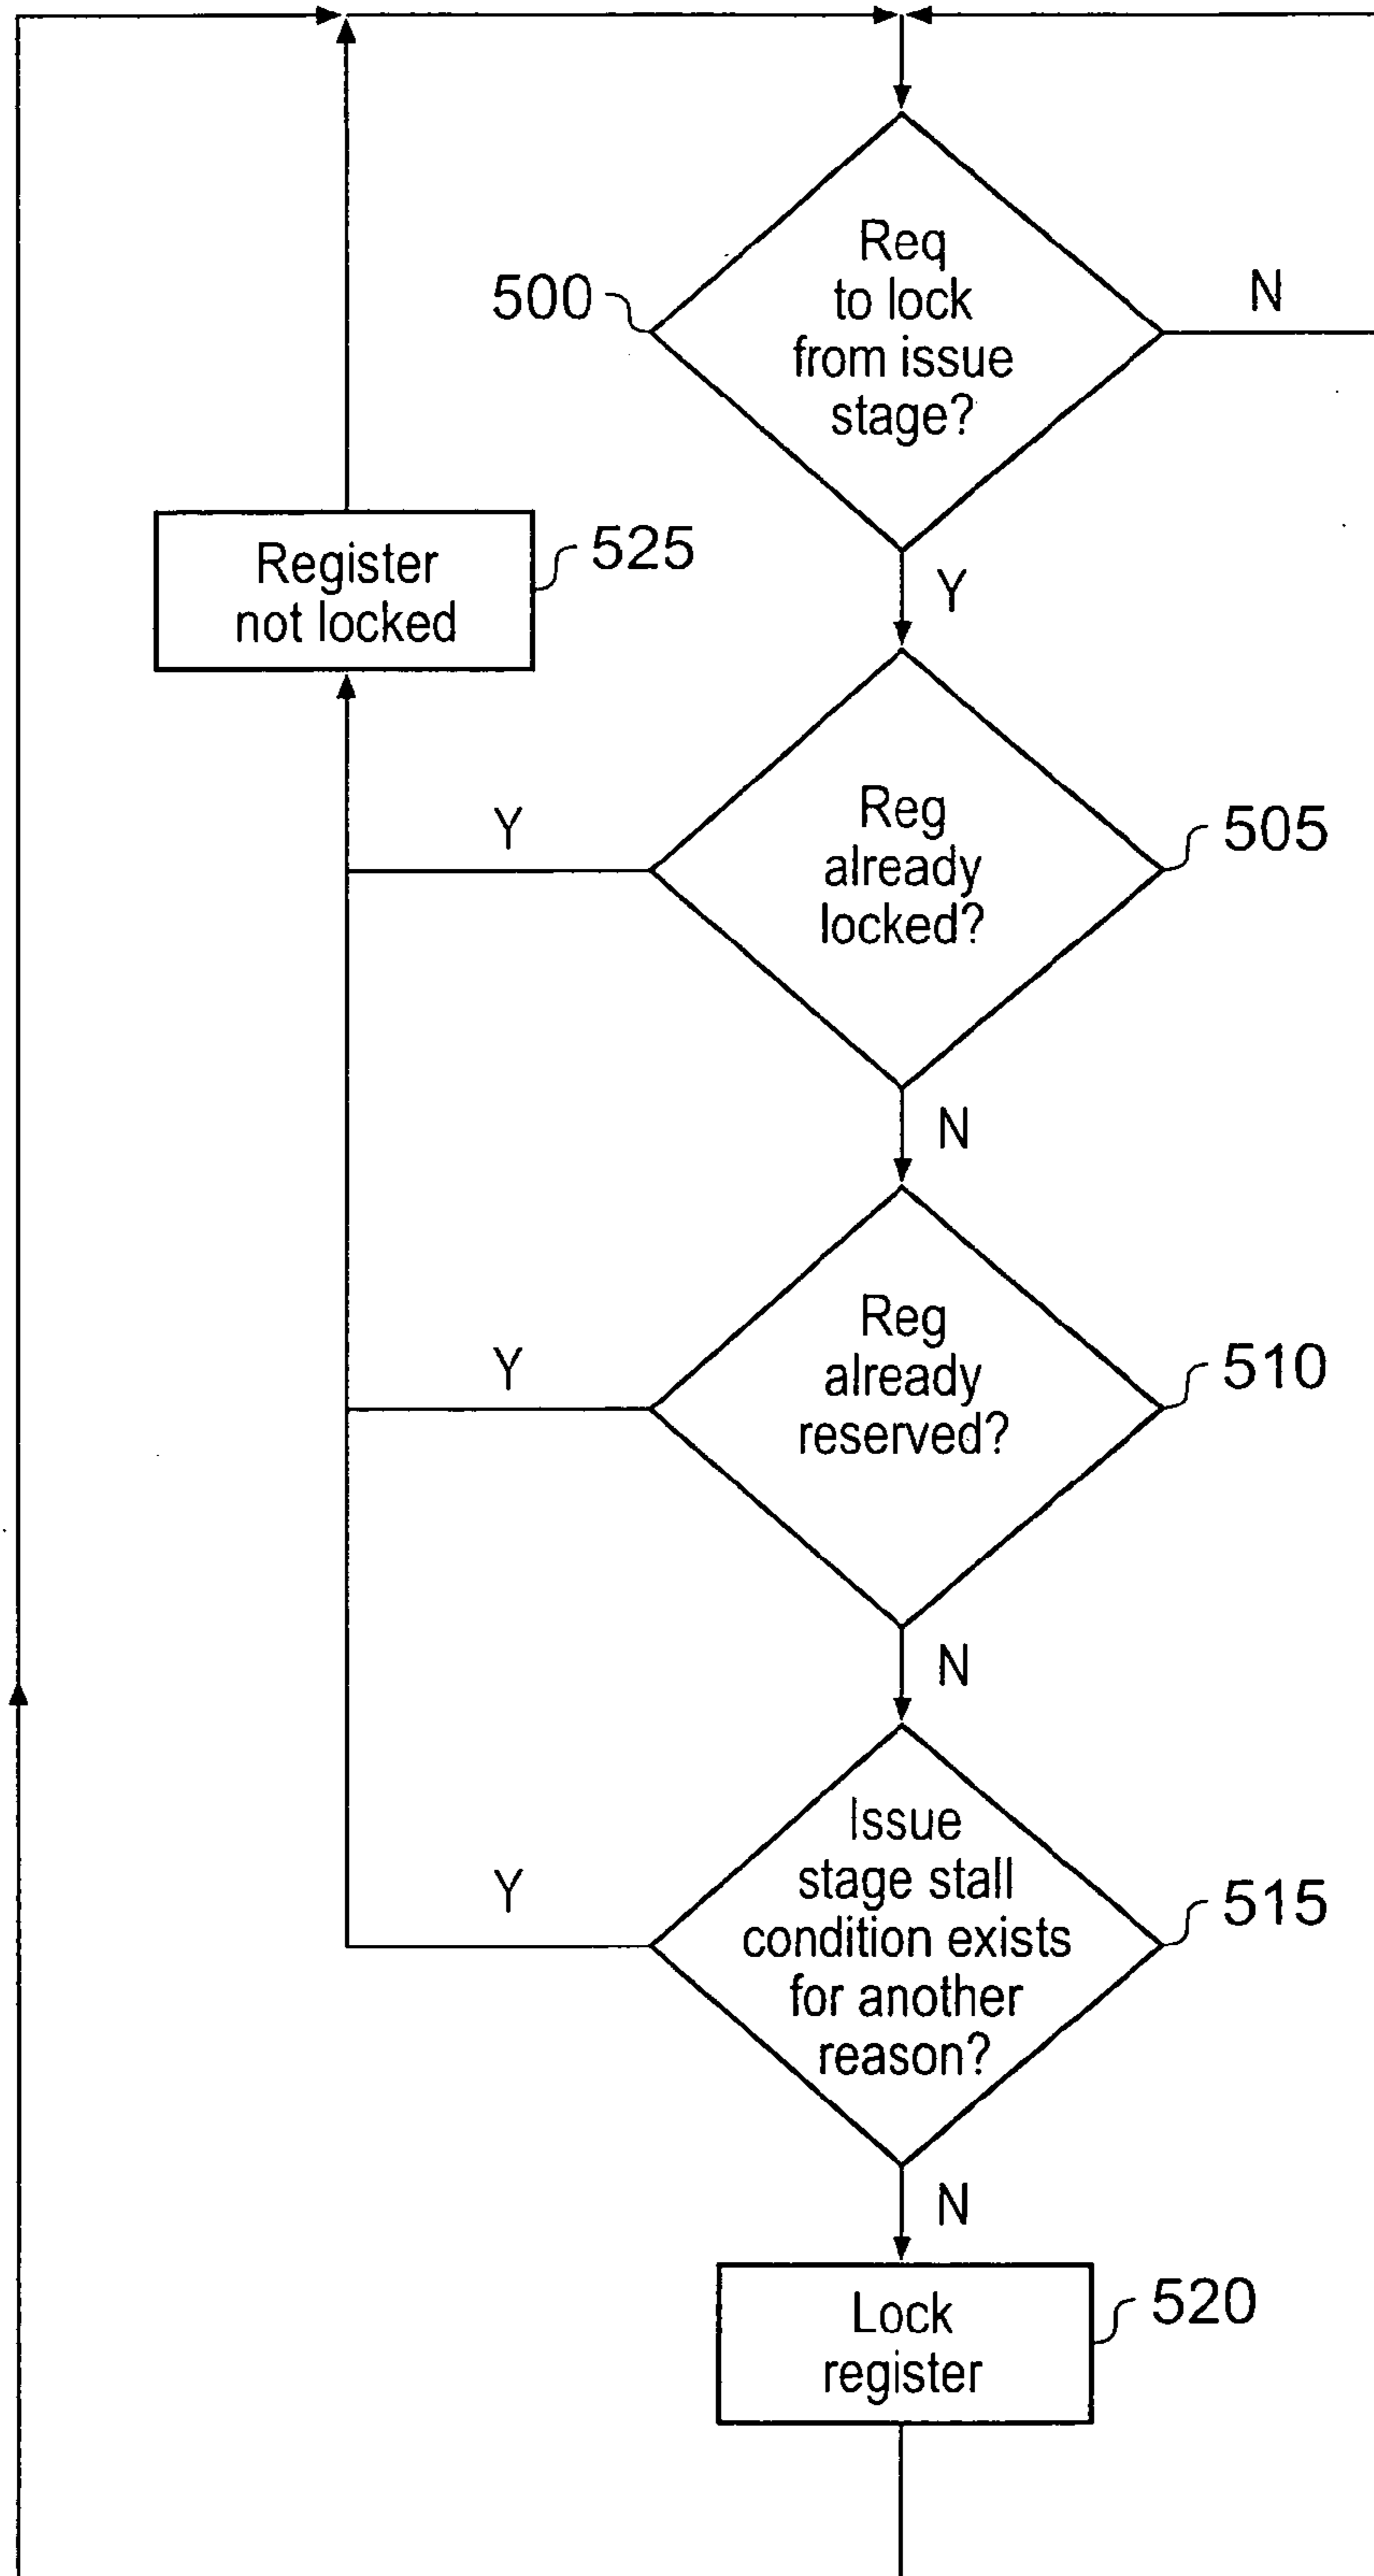 Req
to lock
from issue
stage?
500
N
Y
Register
not locked
525
Reg
already
locked?
505
Y
N
Reg
already
reserved?
510
Y
N
Issue
stage stall
condition exists
for another
reason?
515
Y
N
Lock
register
520